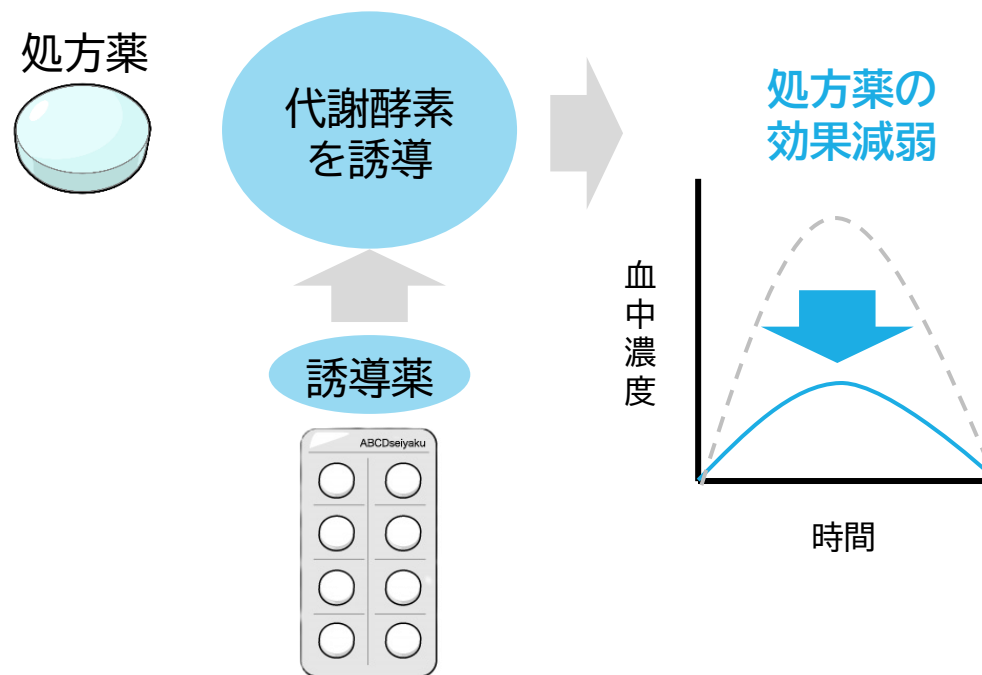 処方薬
代謝酵素
を誘導
処方薬の
効果減弱
誘導薬
ABCDseiyaku
血中濃度
時間